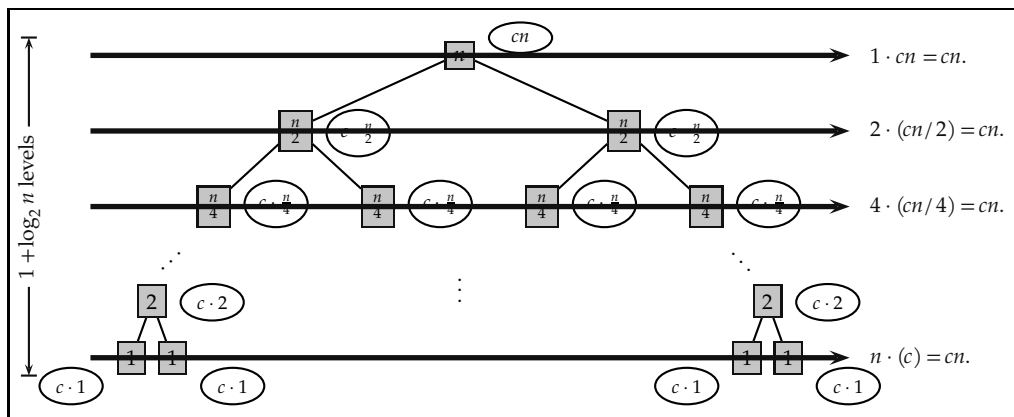 cn
n
1 · cn = cn.
n/2 c · n/2 n/2 c · n/2
2 · (cn/2) = cn.
n/4 c · n/4 n/4 c · n/4 n/4 c · n/4 n/4 c · n/4
4 · (cn/4) = cn.
1 + log₂ n levels
2 c · 2 2 c · 2
1 1 1 1
n · (c) = cn.
c · 1 c · 1 c · 1 c · 1